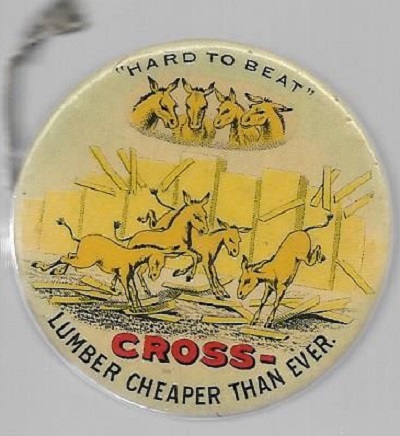 "HARD TO BEAT"
CROSS-
LUMBER CHEAPER THAN EVER.